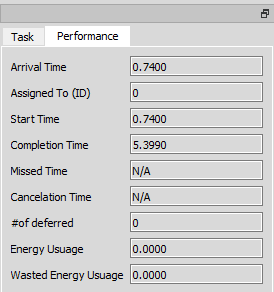 Task Performance
Arrival Time 0.7400
Assigned To (ID) 0
Start Time 0.7400
Completion Time 5.3990
Missed Time N/A
Cancelation Time N/A
#of deferred 0
Energy Usuage 0.0000
Wasted Energy Usuage 0.0000